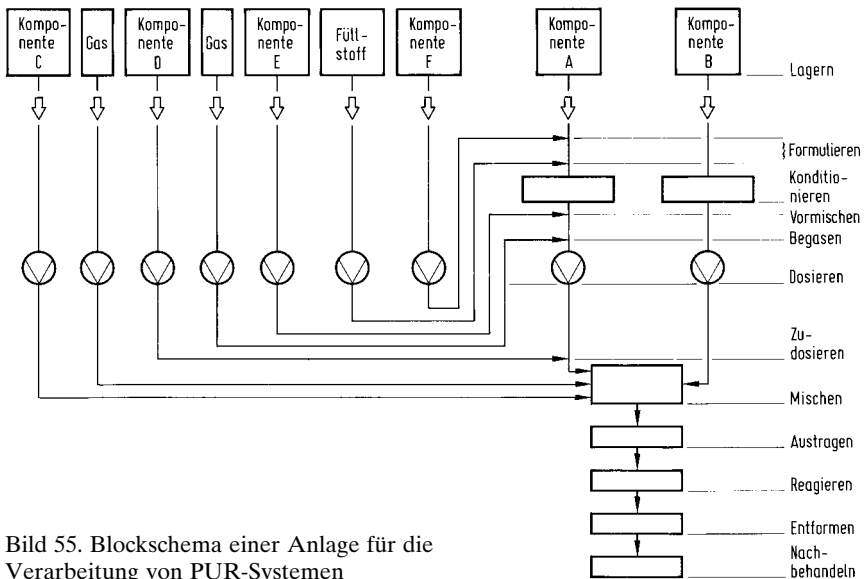 Kompo-
nente
C
Gas
Kompo-
nente
D
Gas
Kompo-
nente
E
Füll-
stoff
Kompo-
nente
F
Kompo-
nente
A
Kompo-
nente
B
Lagern
Formulieren
Konditio-
nieren
Vormischen
Begasen
Dosieren
Zu-
dosieren
Mischen
Austragen
Reagieren
Entformen
Nach-
behandeln
Bild 55. Blockschema einer Anlage für die
Verarbeitung von PUR-Systemen